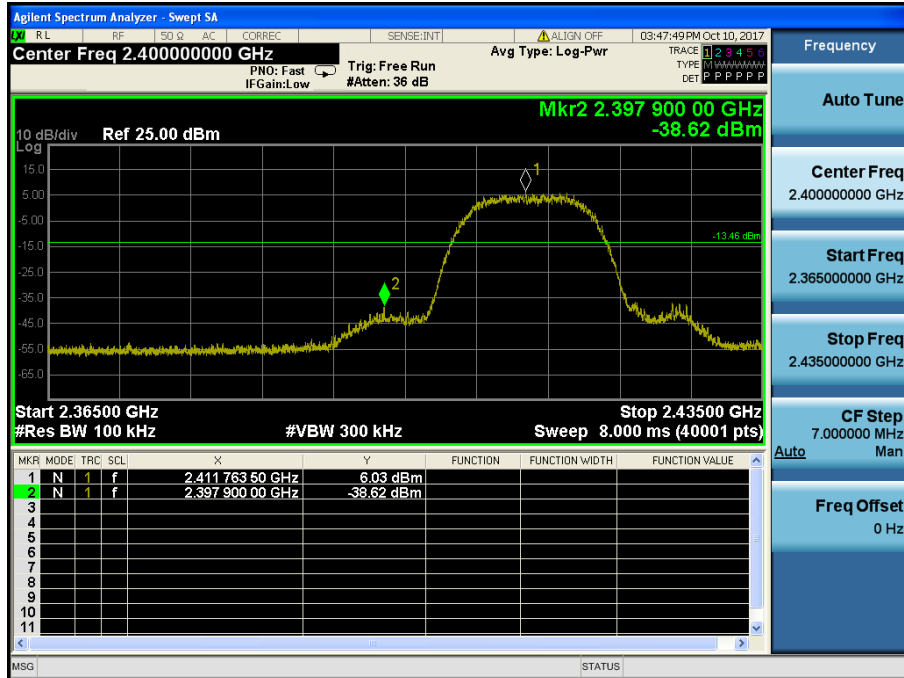 Agilent Spectrum Analyzer - Swept SA
LXI RL RF 50 Ω AC CORREC SENSE:INT ALIGN OFF 03:47:49 PM Oct 10, 2017
Center Freq 2.400000000 GHz
PNO: Fast
IFGain:Low
Trig: Free Run
#Atten: 36 dB
Avg Type: Log-Pwr
TRACE 1 2 3 4 5 6
TYPE M WWWWW
DET P P P P P P
Mkr2 2.397 900 00 GHz
-38.62 dBm
10 dB/div Ref 25.00 dBm
Log
15.0
5.00
-5.00
-15.0
-25.0
-35.0
-45.0
-55.0
-65.0
1
2
-13.46 dBm
Start 2.36500 GHz Stop 2.43500 GHz
#Res BW 100 kHz #VBW 300 kHz Sweep 8.000 ms (40001 pts)
MKR MODE TRC SCL X Y FUNCTION FUNCTION WIDTH FUNCTION VALUE
1 N 1 f 2.411 763 50 GHz 6.03 dBm
2 N 1 f 2.397 900 00 GHz -38.62 dBm
3
4
5
6
7
8
9
10
11
MSG STATUS
Frequency
Auto Tune
Center Freq
2.400000000 GHz
Start Freq
2.365000000 GHz
Stop Freq
2.435000000 GHz
CF Step
7.000000 MHz
Auto Man
Freq Offset
0 Hz